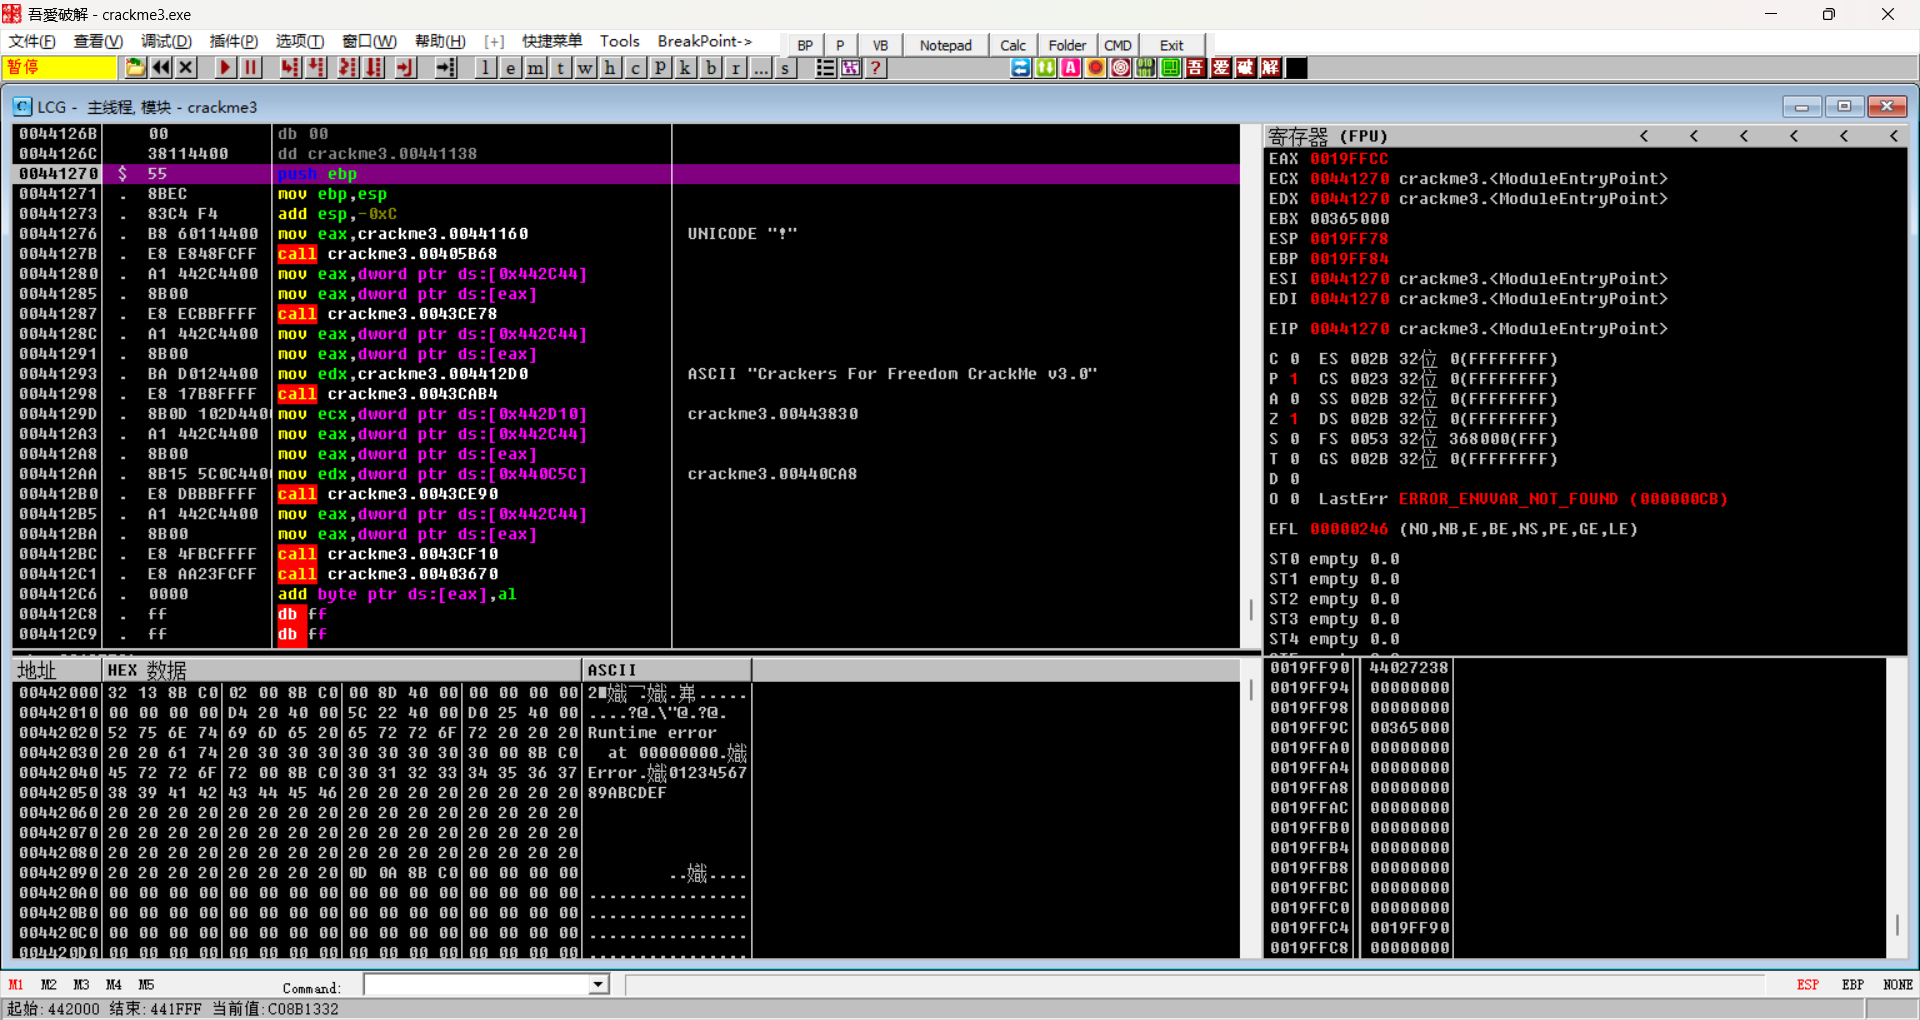 吾愛破解 - crackme3.exe
文件(F) 查看(V) 调试(D) 插件(P) 选项(T) 窗口(W) 帮助(H) [+] 快捷菜单 Tools BreakPoint-> BP P VB Notepad Calc Folder CMD Exit
暂停 l e m t w h c p k b r ... s ? A 吾 爱 破 解
C LCG - 主线程, 模块 - crackme3
0044126B 00 db 00
0044126C 38114400 dd crackme3.00441138
00441270 $ 55 push ebp
00441271 . 8BEC mov ebp,esp
00441273 . 83C4 F4 add esp,-0xC
00441276 . B8 60114400 mov eax,crackme3.00441160 UNICODE "!"
0044127B . E8 E848FCFF call crackme3.00405B68
00441280 . A1 442C4400 mov eax,dword ptr ds:[0x442C44]
00441285 . 8B00 mov eax,dword ptr ds:[eax]
00441287 . E8 ECBBFFFF call crackme3.0043CE78
0044128C . A1 442C4400 mov eax,dword ptr ds:[0x442C44]
00441291 . 8B00 mov eax,dword ptr ds:[eax]
00441293 . BA D0124400 mov edx,crackme3.004412D0 ASCII "Crackers For Freedom CrackMe v3.0"
00441298 . E8 17B8FFFF call crackme3.0043CAB4
0044129D . 8B0D 102D440 mov ecx,dword ptr ds:[0x442D10] crackme3.00443830
004412A3 . A1 442C4400 mov eax,dword ptr ds:[0x442C44]
004412A8 . 8B00 mov eax,dword ptr ds:[eax]
004412AA . 8B15 5C0C440 mov edx,dword ptr ds:[0x440C5C] crackme3.00440CA8
004412B0 . E8 DBBBFFFF call crackme3.0043CE90
004412B5 . A1 442C4400 mov eax,dword ptr ds:[0x442C44]
004412BA . 8B00 mov eax,dword ptr ds:[eax]
004412BC . E8 4FBCFFFF call crackme3.0043CF10
004412C1 . E8 AA23FCFF call crackme3.00403670
004412C6 . 0000 add byte ptr ds:[eax],al
004412C8 . ff db ff
004412C9 . ff db ff
寄存器 (FPU) < < < < < <
EAX 0019FFCC
ECX 00441270 crackme3.<ModuleEntryPoint>
EDX 00441270 crackme3.<ModuleEntryPoint>
EBX 00365000
ESP 0019FF78
EBP 0019FF84
ESI 00441270 crackme3.<ModuleEntryPoint>
EDI 00441270 crackme3.<ModuleEntryPoint>
EIP 00441270 crackme3.<ModuleEntryPoint>
C 0 ES 002B 32位 0(FFFFFFFF)
P 1 CS 0023 32位 0(FFFFFFFF)
A 0 SS 002B 32位 0(FFFFFFFF)
Z 1 DS 002B 32位 0(FFFFFFFF)
S 0 FS 0053 32位 368000(FFF)
T 0 GS 002B 32位 0(FFFFFFFF)
D 0
O 0 LastErr ERROR_ENVVAR_NOT_FOUND (000000CB)
EFL 00000246 (NO,NB,E,BE,NS,PE,GE,LE)
ST0 empty 0.0
ST1 empty 0.0
ST2 empty 0.0
ST3 empty 0.0
ST4 empty 0.0
地址 HEX 数据 ASCII
00442000 32 13 8B C0 02 00 8B C0 00 8D 40 00 00 00 00 00
00442010 00 00 00 00 D4 20 40 00 5C 22 40 00 D0 25 40 00 ....?@.\"@.?@.
00442020 52 75 6E 74 69 6D 65 20 65 72 72 6F 72 20 20 20 Runtime error
00442030 20 20 61 74 20 30 30 30 30 30 30 30 30 00 8B C0 at 00000000.嬂
00442040 45 72 72 6F 72 00 8B C0 30 31 32 33 34 35 36 37 Error.嬂01234567
00442050 38 39 41 42 43 44 45 46 20 20 20 20 20 20 20 20 89ABCDEF
00442060 20 20 20 20 20 20 20 20 20 20 20 20 20 20 20 20
00442070 20 20 20 20 20 20 20 20 20 20 20 20 20 20 20 20
00442080 20 20 20 20 20 20 20 20 20 20 20 20 20 20 20 20
00442090 20 20 20 20 20 20 20 20 0D 0A 8B C0 00 00 00 00 ..嬂....
004420A0 00 00 00 00 00 00 00 00 00 00 00 00 00 00 00 00 ................
004420B0 00 00 00 00 00 00 00 00 00 00 00 00 00 00 00 00 ................
004420C0 00 00 00 00 00 00 00 00 00 00 00 00 00 00 00 00 ................
004420D0 00 00 00 00 00 00 00 00 00 00 00 00 00 00 00 00 ................
0019FF90 44027238
0019FF94 00000000
0019FF98 00000000
0019FF9C 00365000
0019FFA0 00000000
0019FFA4 00000000
0019FFA8 00000000
0019FFAC 00000000
0019FFB0 00000000
0019FFB4 00000000
0019FFB8 00000000
0019FFBC 00000000
0019FFC0 00000000
0019FFC4 0019FF90
0019FFC8 00000000
M1 M2 M3 M4 M5 Command: ESP EBP NONE
起始: 442000 结束: 441FFF 当前值: C08B1332